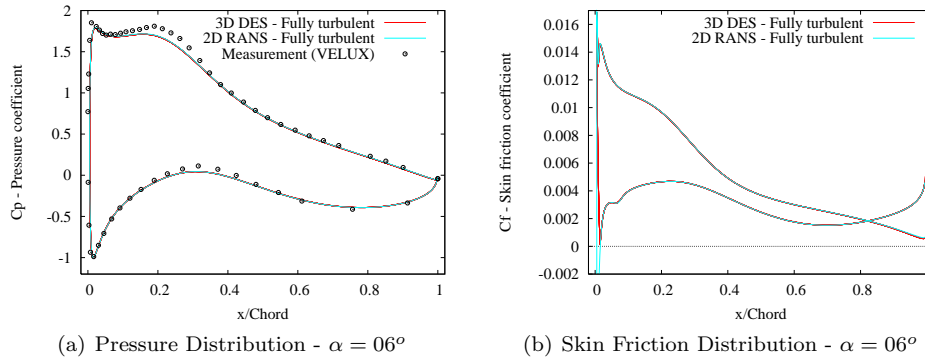 3D DES - Fully turbulent
2D RANS - Fully turbulent
Measurement (VELUX)
2
1.5
1
0.5
0
-0.5
-1
Cp - Pressure coefficient
0 0.2 0.4 0.6 0.8 1
x/Chord
(a) Pressure Distribution - α = 06°
3D DES - Fully turbulent
2D RANS - Fully turbulent
0.016
0.014
0.012
0.01
0.008
0.006
0.004
0.002
0
-0.002
Cf - Skin friction coefficient
0 0.2 0.4 0.6 0.8
x/Chord
(b) Skin Friction Distribution - α = 06°